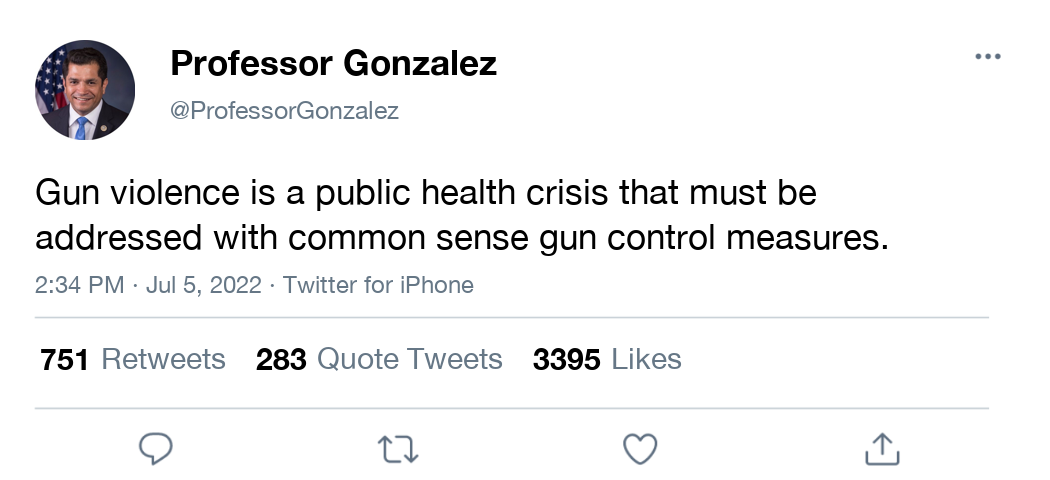 Professor Gonzalez
@ProfessorGonzalez
Gun violence is a public health crisis that must be
addressed with common sense gun control measures.
2:34 PM · Jul 5, 2022 · Twitter for iPhone
751 Retweets 283 Quote Tweets 3395 Likes